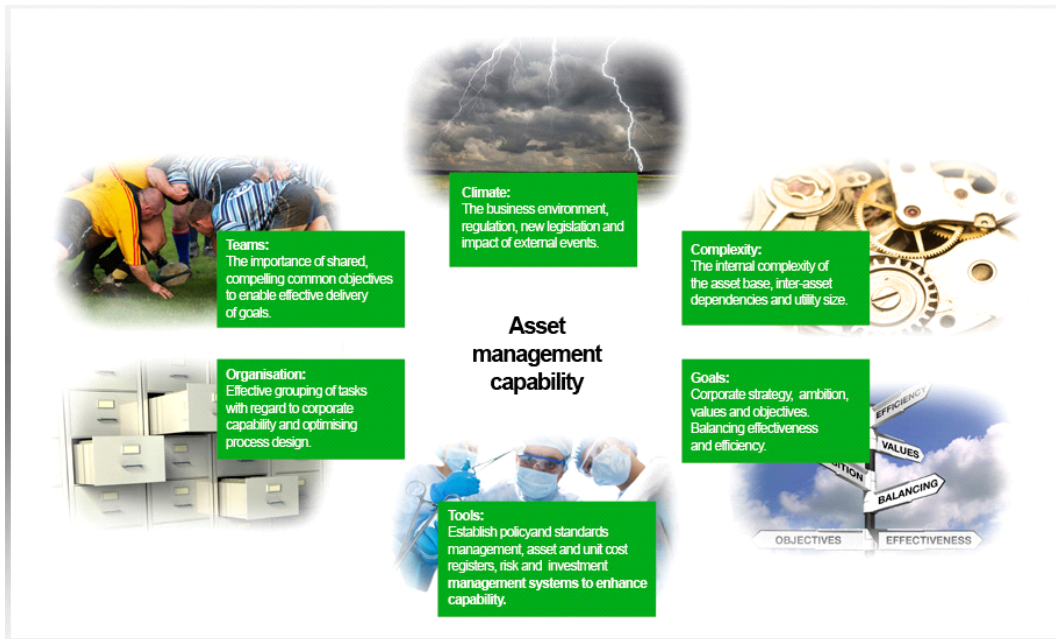 Climate:
The business environment,
regulation, new legislation and
impact of external events.
Teams:
The importance of shared,
compelling common objectives
to enable effective delivery
of goals.
Complexity:
The internal complexity of
the asset base, inter-asset
dependencies and utility size.
Asset
management
capability
Organisation:
Effective grouping of tasks
with regard to corporate
capability and optimising
process design.
Goals:
Corporate strategy, ambition,
values and objectives.
Balancing effectiveness
and efficiency.
EFFICIENCY
VALUES
BALANCING
OBJECTIVES
EFFECTIVENESS
Tools:
Establish policyand standards
management, asset and unit cost
registers, risk and investment
management systems to enhance
capability.